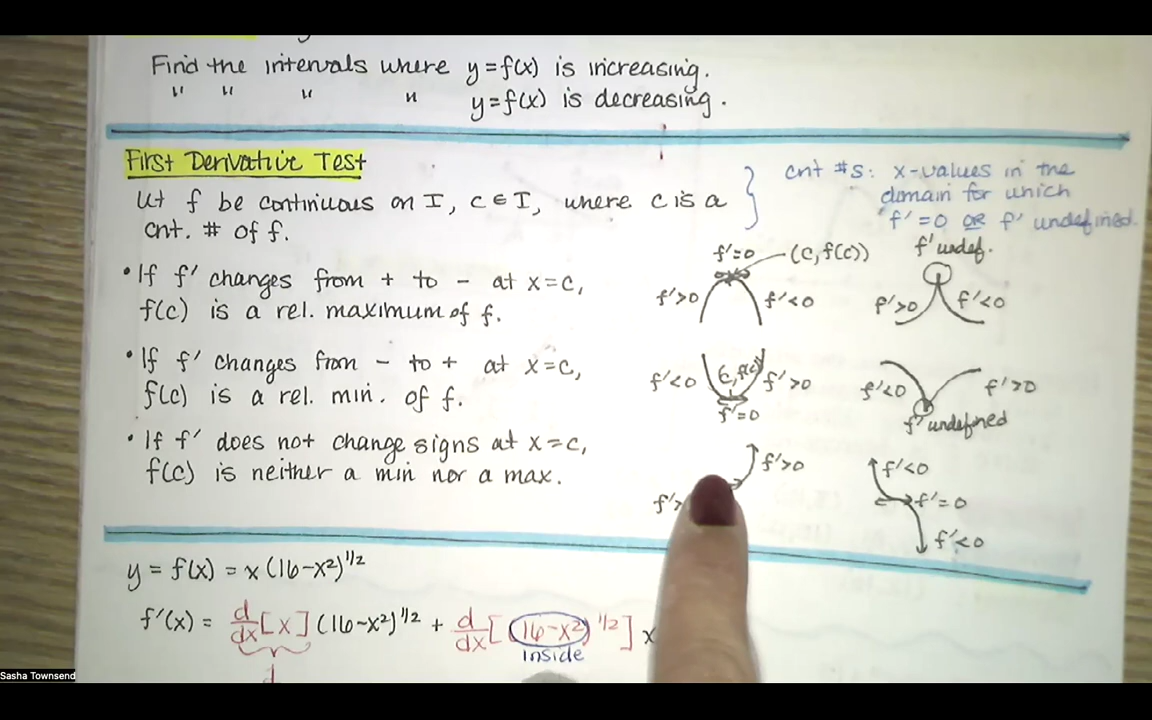 Find the intervals where y=f(x) is increasing.
" " " " y=f(x) is decreasing.
First Derivative Test
Let f be continuous on I, c ∈ I, where c is a
crit. # of f.
crit #s: x-values in the
domain for which
f'=0 OR f' undefined.
• If f' changes from + to - at x=c,
f(c) is a rel. maximum of f.
f'=0
(c, f(c))
f'>0
f'<0
f' undef.
f'>0
f'<0
• If f' changes from - to + at x=c,
f(c) is a rel. min. of f.
f'<0
(c, f(c))
f'>0
f'=0
f'<0
f'>0
f' undefined
• If f' does not change signs at x=c,
f(c) is neither a min nor a max.
f'>0
f'>
f'<0
f'=0
f'<0
y = f(x) = x(16-x²)^1/2
f'(x) = d/dx [x] (16-x²)^1/2 + d/dx [(16-x²)^1/2] x
inside
d
Sasha Townsend